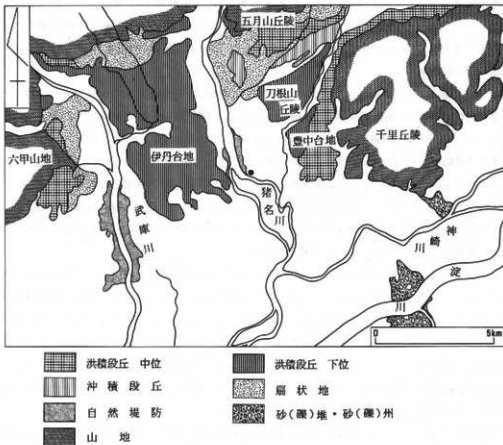 五月山丘陵
刀根山
丘陵
豊中台地
千里丘陵
六甲山地
伊丹台地
武庫川
猪名川
神崎川
淀川
0 5km
洪積段丘 中位
洪積段丘 下位
沖積段丘
扇状地
自然堤防
砂(礫)堆・砂(礫)州
山地